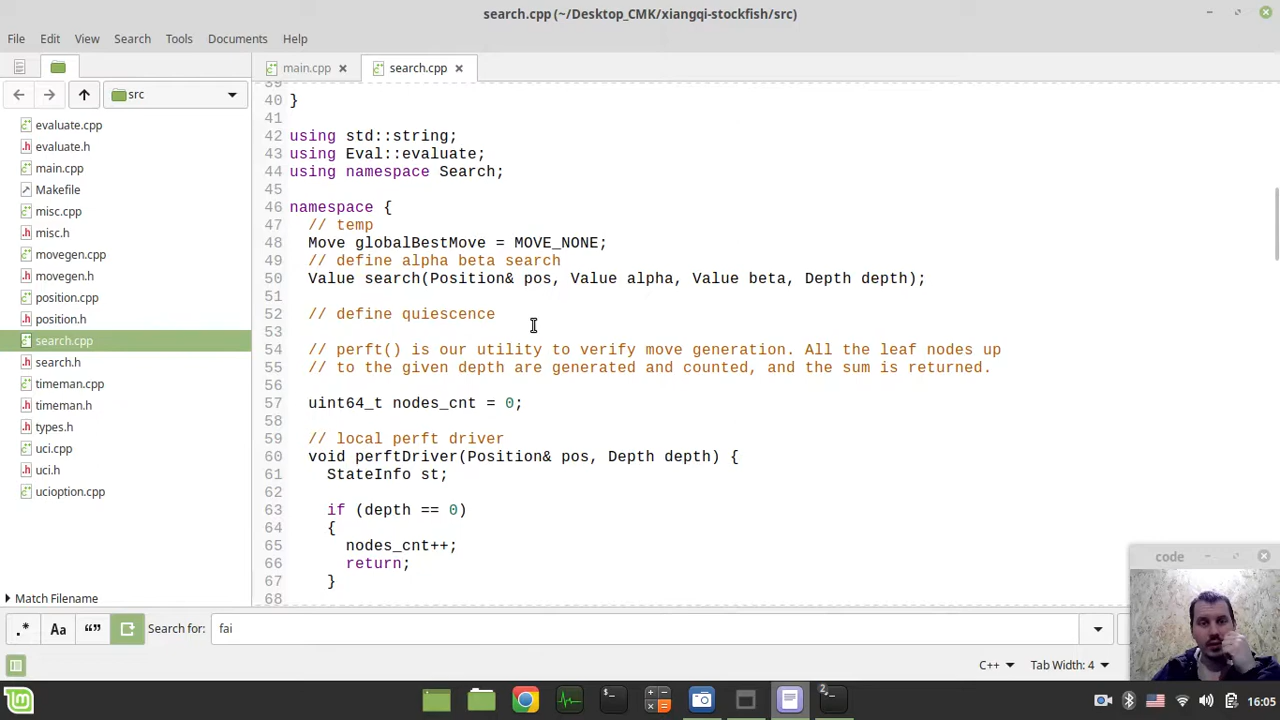 search.cpp (~/Desktop_CMK/xiangqi-stockfish/src)
File Edit View Search Tools Documents Help
main.cpp
search.cpp
src
evaluate.cpp
evaluate.h
main.cpp
Makefile
misc.cpp
misc.h
movegen.cpp
movegen.h
position.cpp
position.h
search.cpp
search.h
timeman.cpp
timeman.h
types.h
uci.cpp
uci.h
ucioption.cpp
Match Filename
39
40 }
41
42 using std::string;
43 using Eval::evaluate;
44 using namespace Search;
45
46 namespace {
47 // temp
48 Move globalBestMove = MOVE_NONE;
49 // define alpha beta search
50 Value search(Position& pos, Value alpha, Value beta, Depth depth);
51
52 // define quiescence
53
54 // perft() is our utility to verify move generation. All the leaf nodes up
55 // to the given depth are generated and counted, and the sum is returned.
56
57 uint64_t nodes_cnt = 0;
58
59 // local perft driver
60 void perftDriver(Position& pos, Depth depth) {
61 StateInfo st;
62
63 if (depth == 0)
64 {
65 nodes_cnt++;
66 return;
67 }
68
.* Aa “” Search for: fai
C++ Tab Width: 4
code
16:05